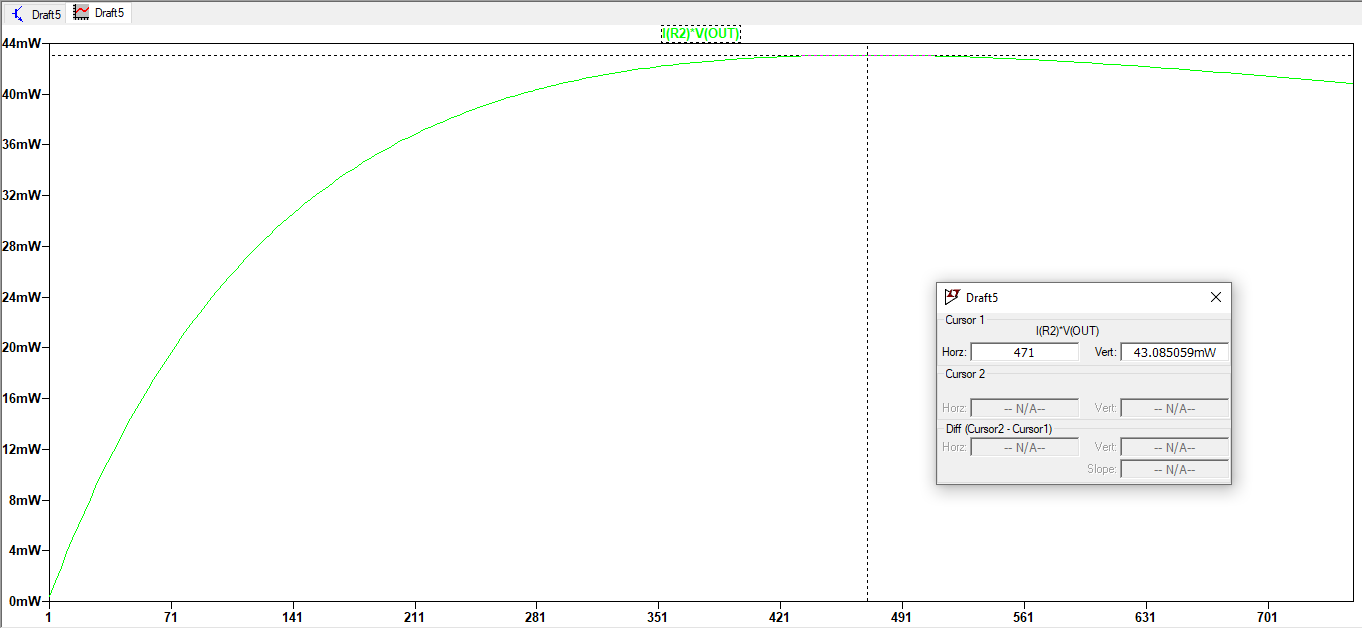 Draft5 Draft5
I(R2)*V(OUT)
44mW
40mW
36mW
32mW
28mW
24mW
20mW
16mW
12mW
8mW
4mW
0mW
1 71 141 211 281 351 421 491 561 631 701
Draft5
Cursor 1
I(R2)*V(OUT)
Horz: 471 Vert: 43.085059mW
Cursor 2
Horz: -- N/A-- Vert: -- N/A--
Diff (Cursor2 - Cursor1)
Horz: -- N/A-- Vert: -- N/A--
Slope: -- N/A--